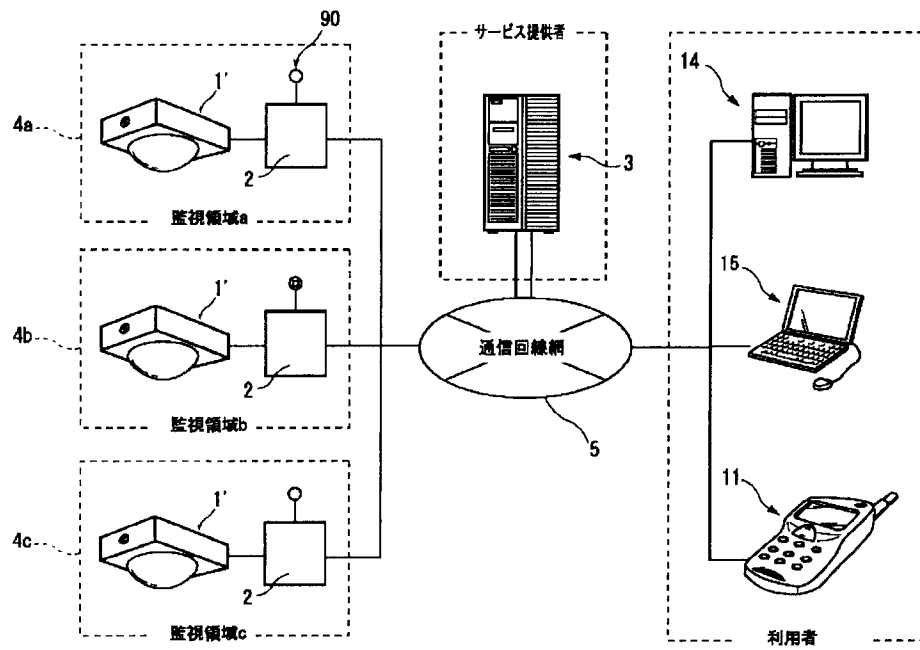 90
1'
4a
2
監視領域a
1'
4b
2
監視領域b
1'
4c
2
監視領域c
サービス提供者
3
通信回線網
5
14
15
11
利用者